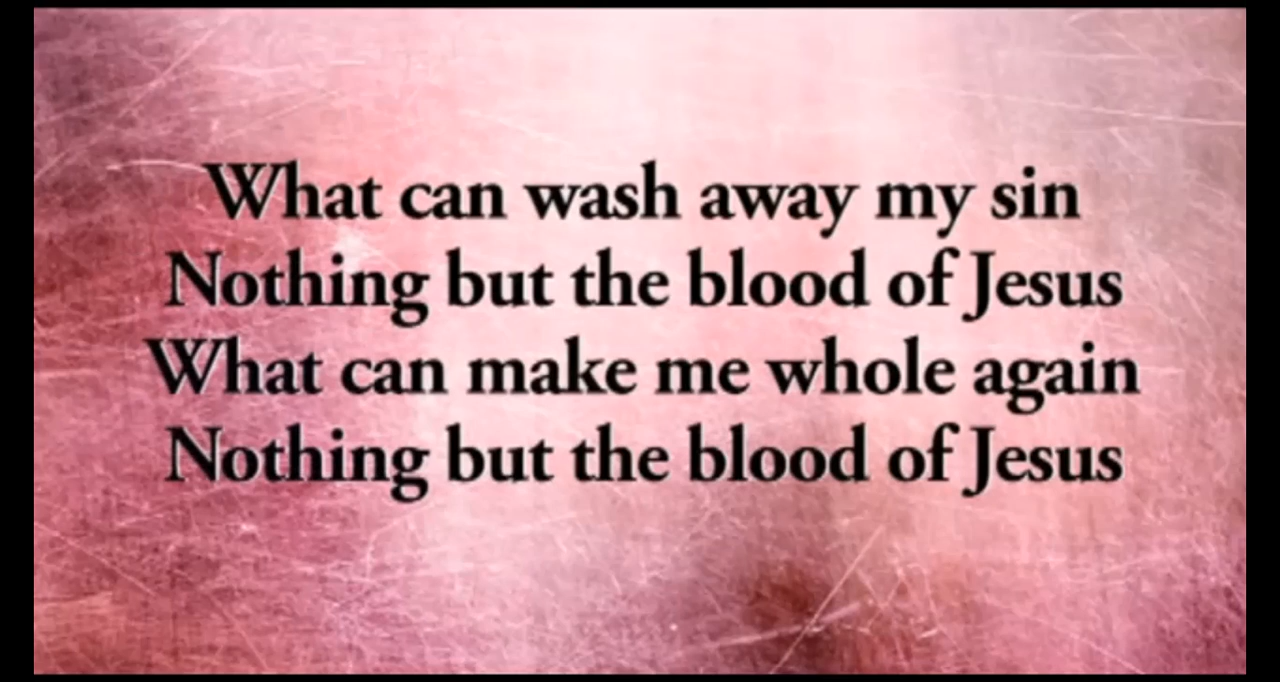 What can wash away my sin
Nothing but the blood of Jesus
What can make me whole again
Nothing but the blood of Jesus